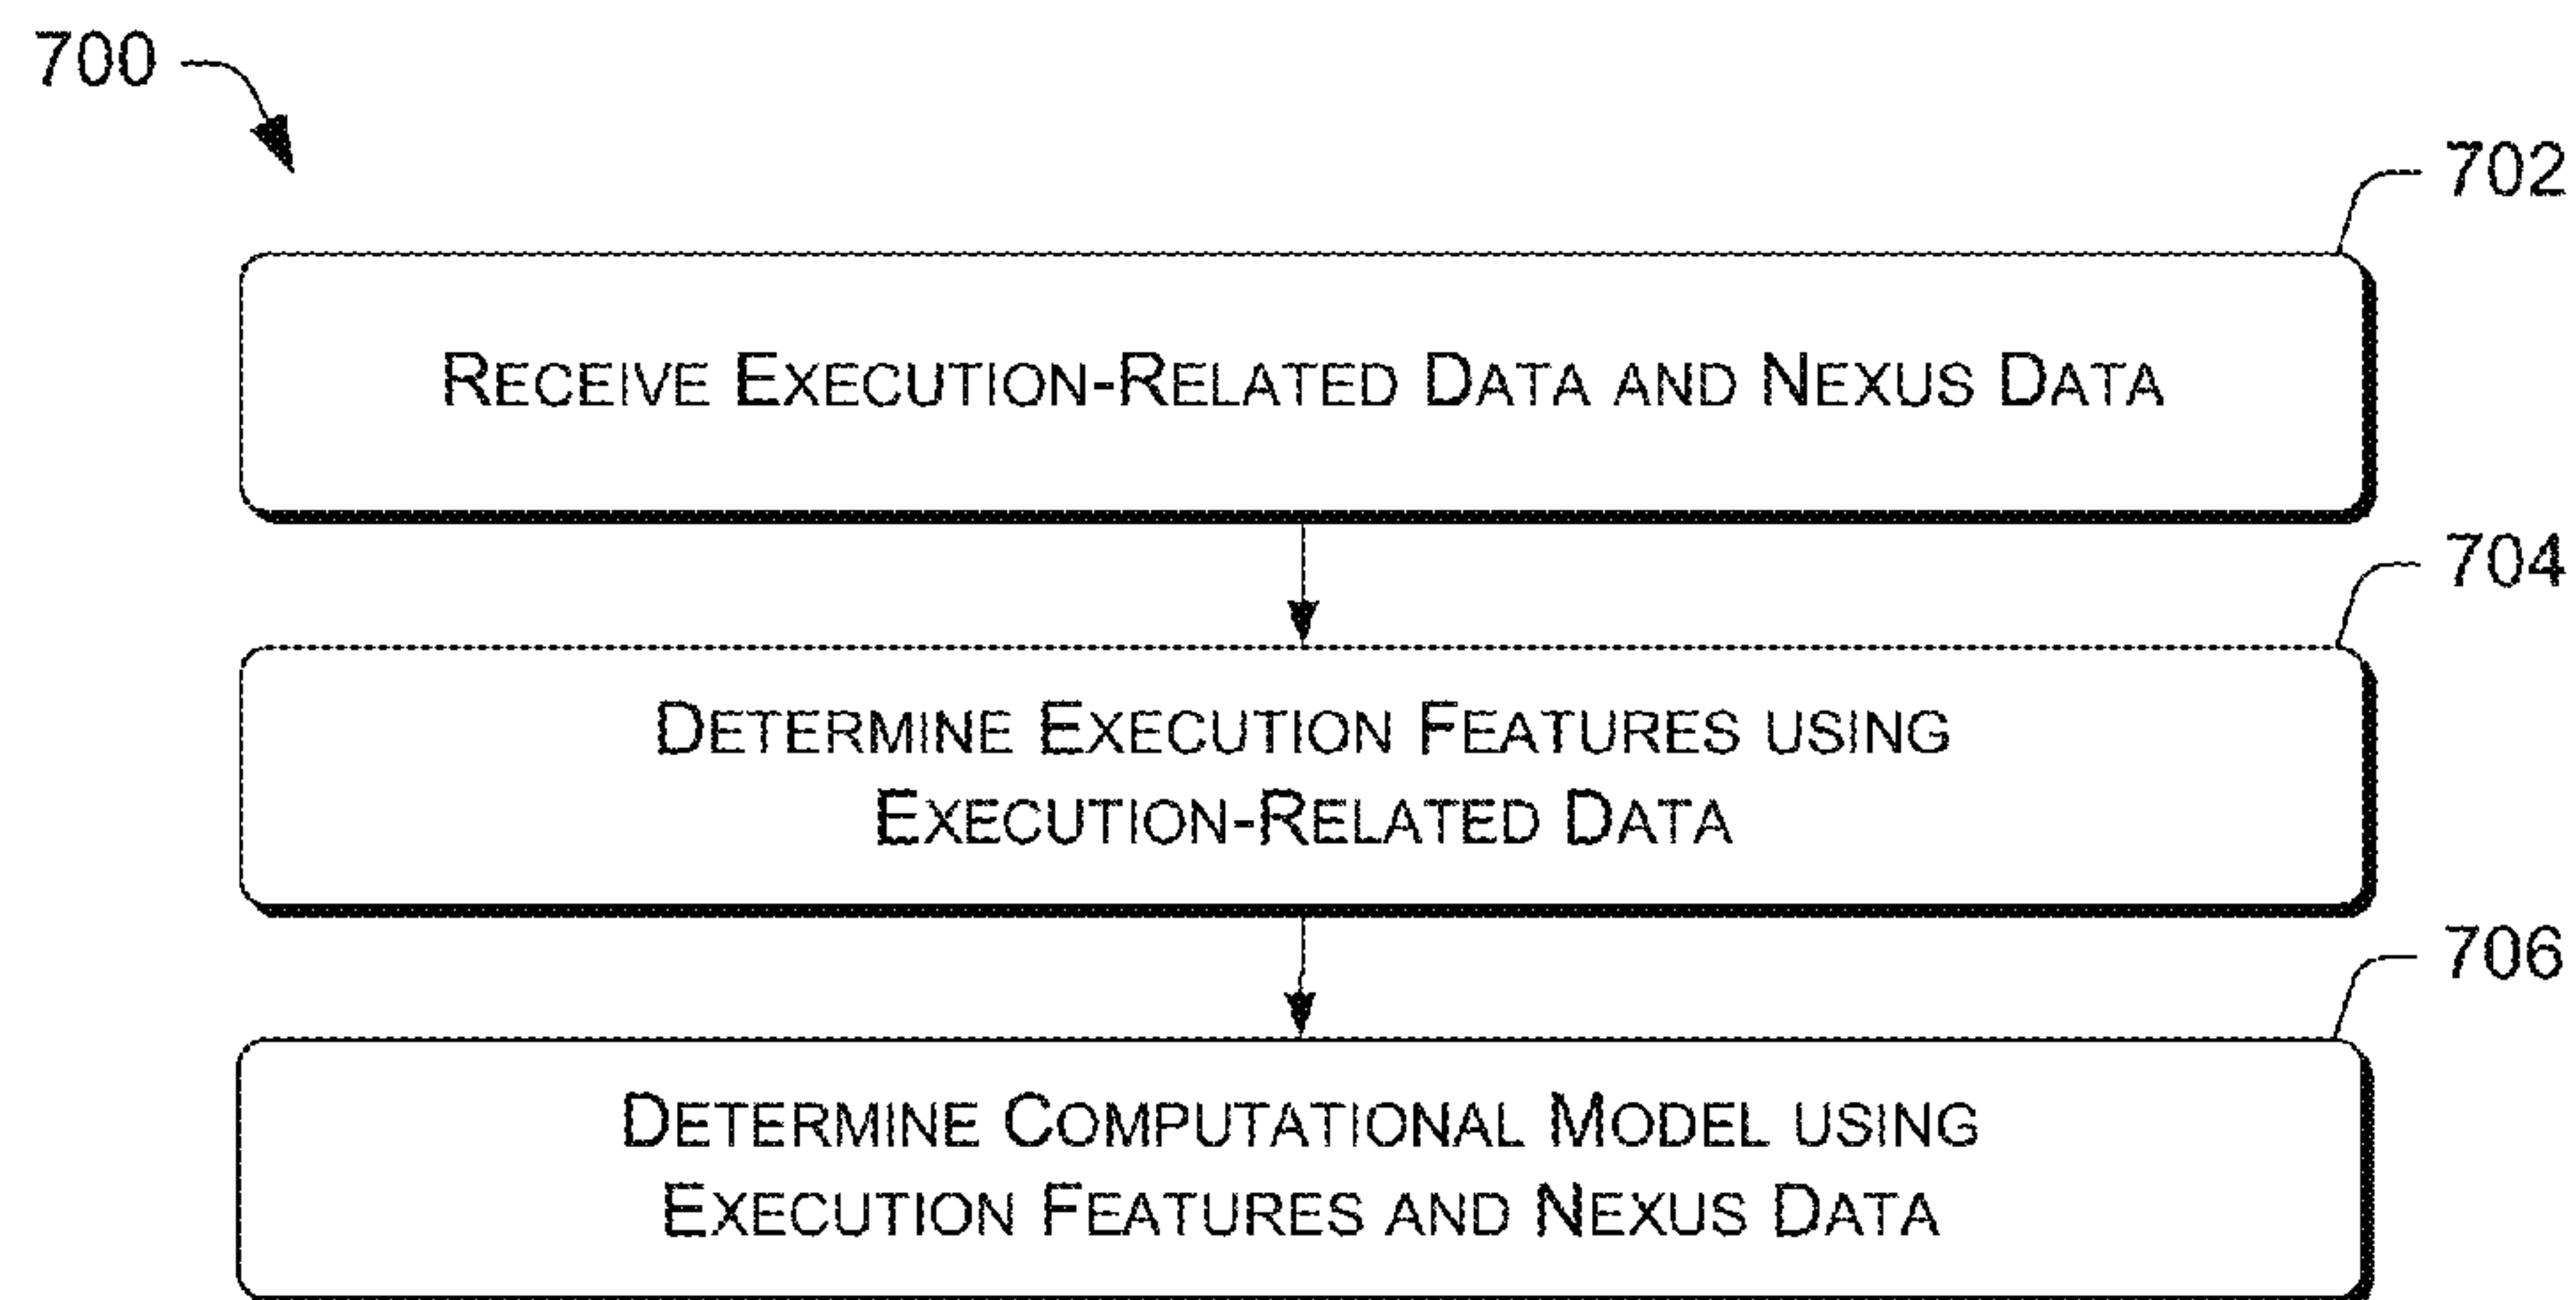 700
702
RECEIVE EXECUTION-RELATED DATA AND NEXUS DATA
704
DETERMINE EXECUTION FEATURES USING
EXECUTION-RELATED DATA
706
DETERMINE COMPUTATIONAL MODEL USING
EXECUTION FEATURES AND NEXUS DATA